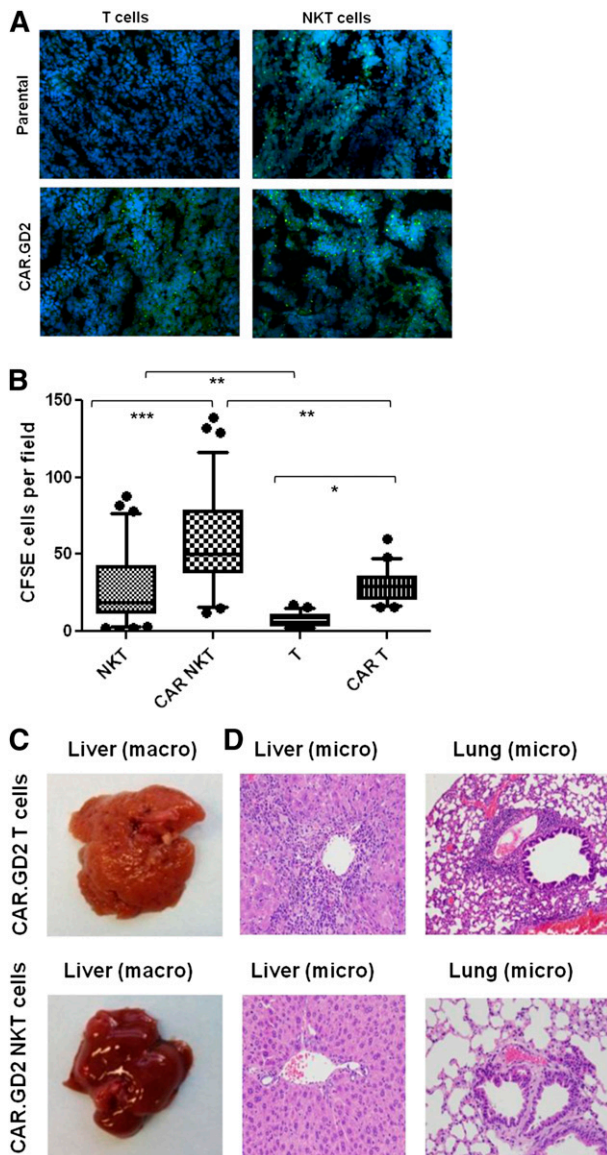 A
T cells
NKT cells
Parental
CAR.GD2
B
CFSE cells per field
150
100
50
0
**
***
**
*
NKT
CAR NKT
T
CAR T
C
D
Liver (macro)
Liver (micro)
Lung (micro)
CAR.GD2 T cells
Liver (macro)
Liver (micro)
Lung (micro)
CAR.GD2 NKT cells